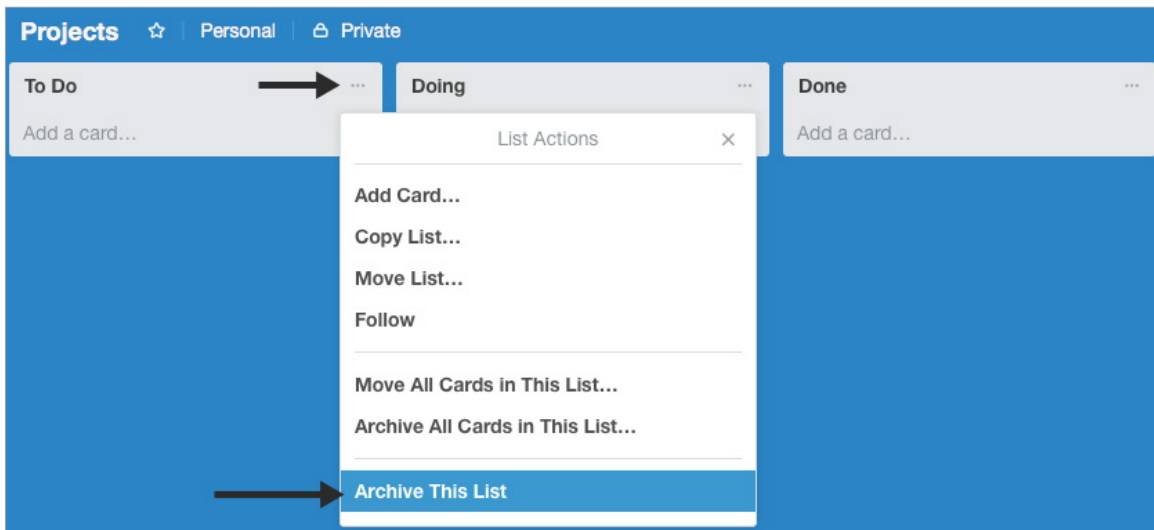 Projects Personal Private
To Do ... Doing ... Done ...
Add a card… Add a card…
List Actions ×
Add Card…
Copy List…
Move List…
Follow
Move All Cards in This List…
Archive All Cards in This List…
Archive This List